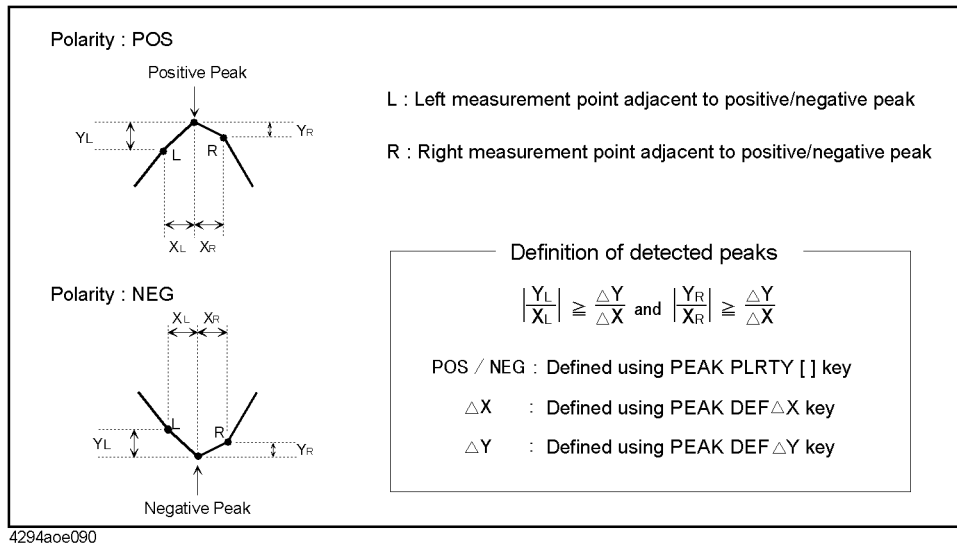 Polarity : POS
Positive Peak
YL
L
R
YR
XL XR
L : Left measurement point adjacent to positive/negative peak
R : Right measurement point adjacent to positive/negative peak
Polarity : NEG
XL XR
YL
L
R
YR
Negative Peak
Definition of detected peaks
|YL/XL| ≧ △Y/△X and |YR/XR| ≧ △Y/△X
POS / NEG : Defined using PEAK PLRTY [ ] key
△X : Defined using PEAK DEF△X key
△Y : Defined using PEAK DEF△Y key
4294aoe090